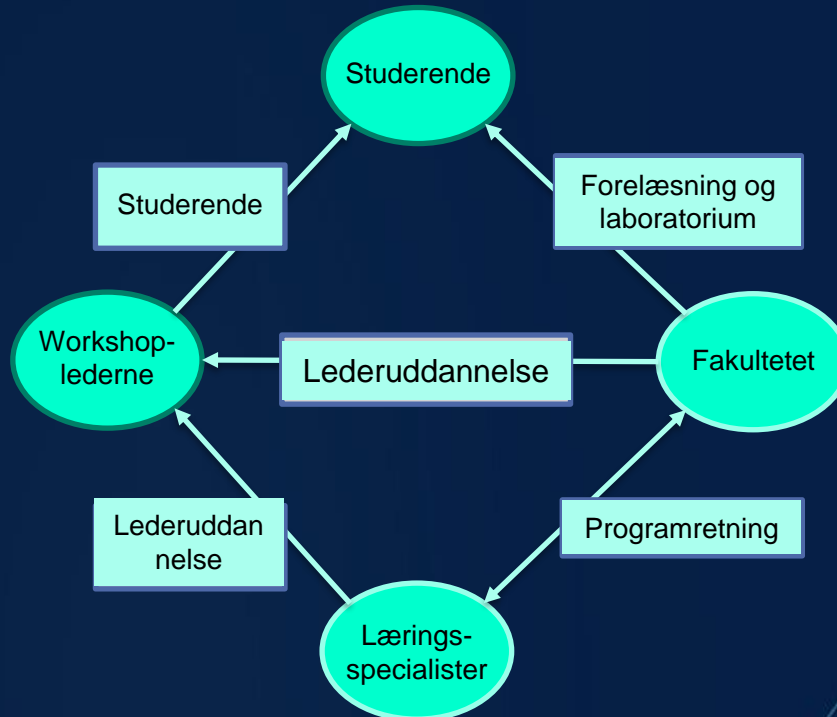 Studerende
Studerende
Forelæsning og
laboratorium
Workshop-
lederne
Lederuddannelse
Fakultetet
Lederuddan
nelse
Programretning
Lærings-
specialister